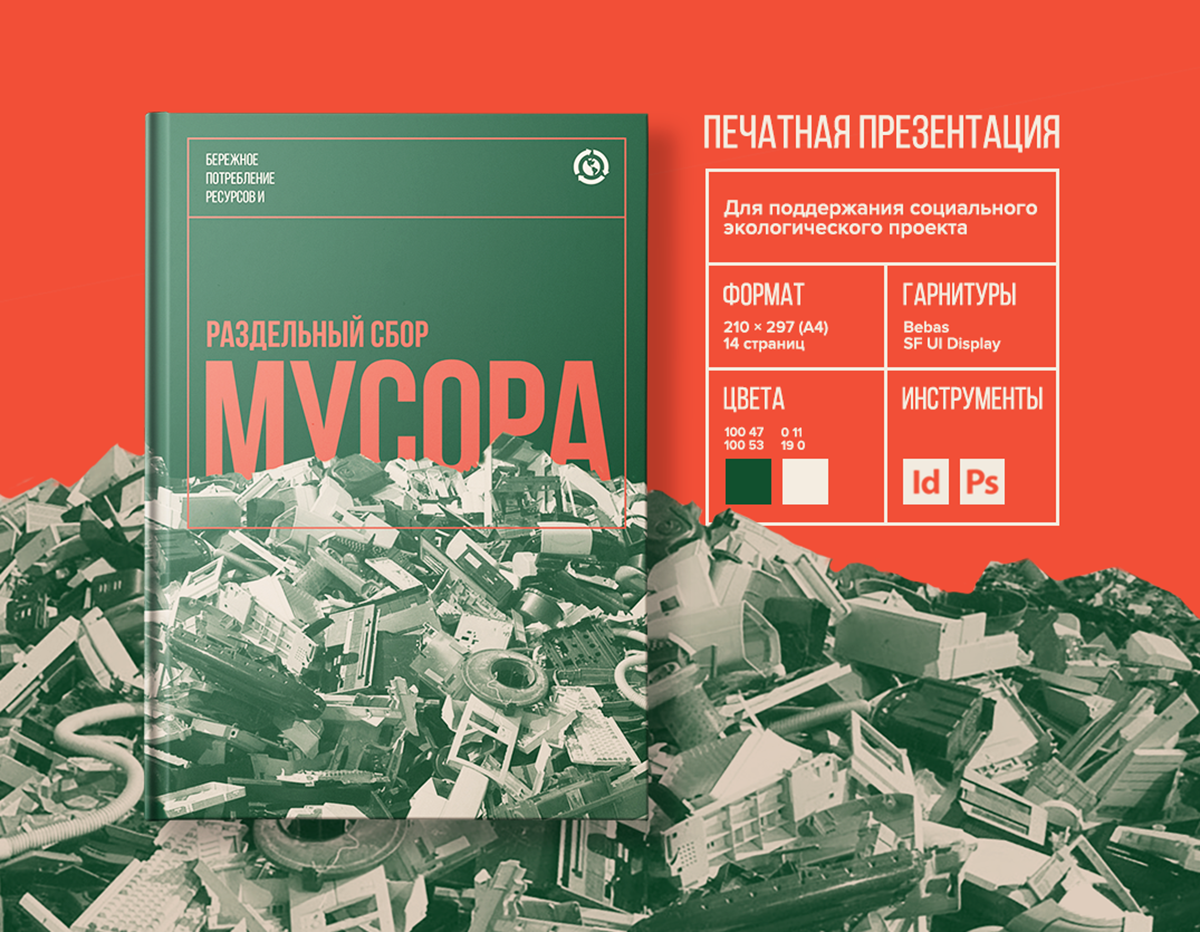 БЕРЕЖНОЕ
ПОТРЕБЛЕНИЕ
РЕСУРСОВ И
РАЗДЕЛЬНЫЙ СБОР
МУСОРА
ПЕЧАТНАЯ ПРЕЗЕНТАЦИЯ
Для поддержания социального
экологического проекта
ФОРМАТ
210 × 297 (А4)
14 страниц
ГАРНИТУРЫ
Bebas
SF UI Display
ЦВЕТА
100 47
100 53
0 11
19 0
ИНСТРУМЕНТЫ
Id Ps